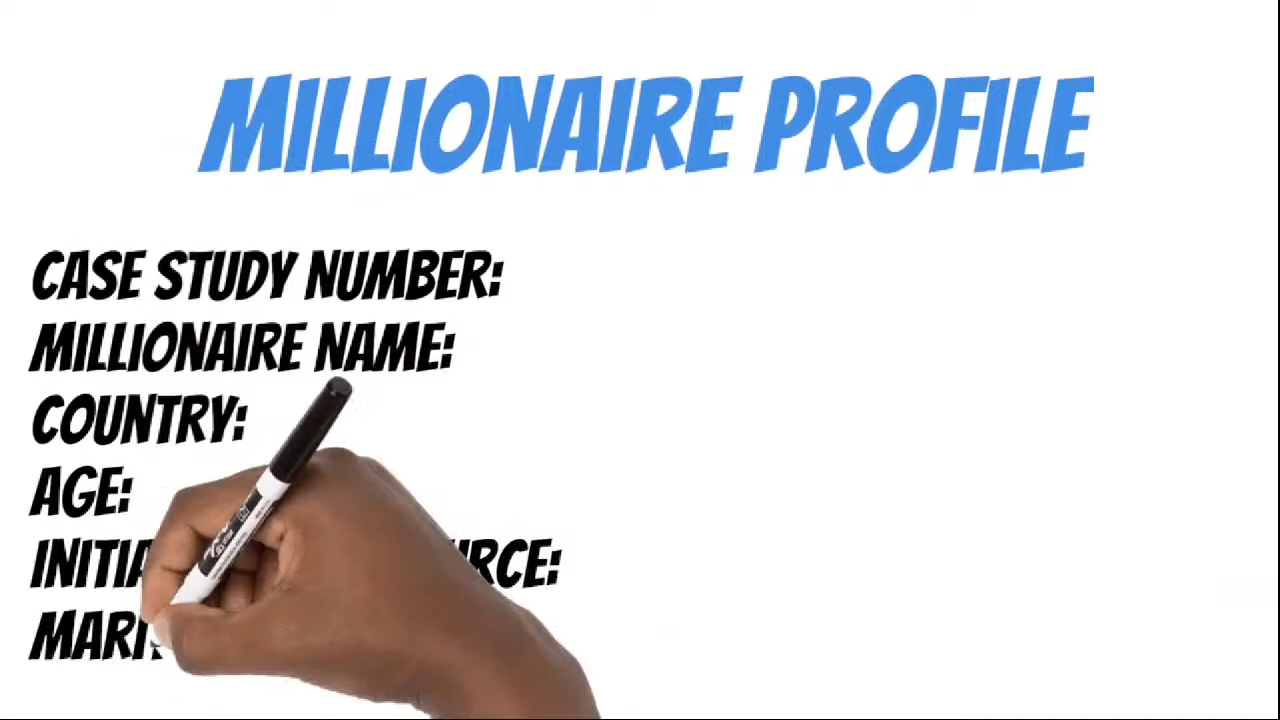 MILLIONAIRE PROFILE
CASE STUDY NUMBER:
MILLIONAIRE NAME:
COUNTRY:
AGE: